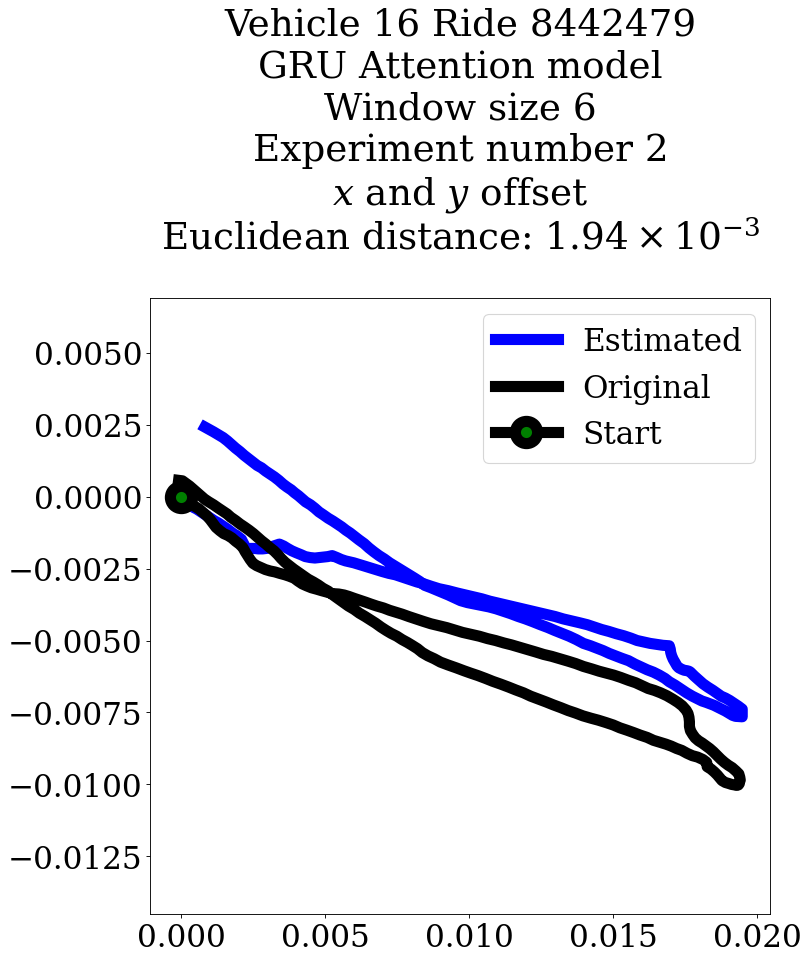 Vehicle 16 Ride 8442479
GRU Attention model
Window size 6
Experiment number 2
x and y offset
Euclidean distance: 1.94 × 10⁻³
Estimated
Original
Start
0.0050
0.0025
0.0000
−0.0025
−0.0050
−0.0075
−0.0100
−0.0125
0.000 0.005 0.010 0.015 0.020